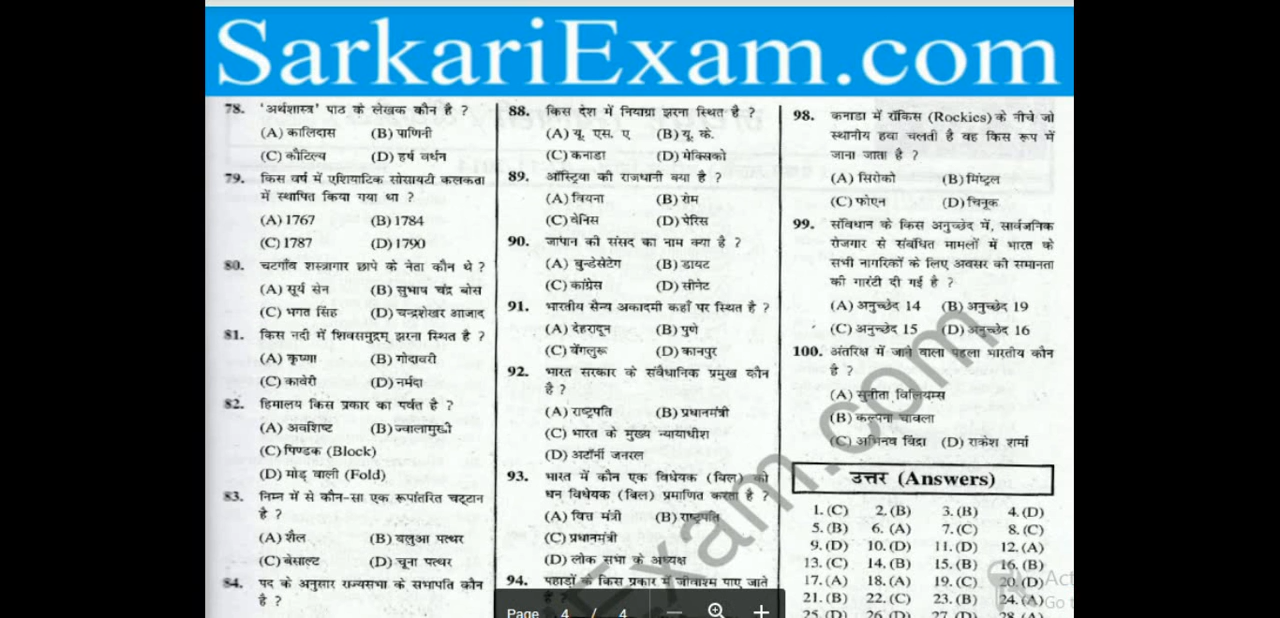 SarkariExam.com
78. 'अर्थशास्त्र' पाठ के लेखक कौन है ?
(A) कालिदास (B) पाणिनी
(C) कौटिल्य (D) हर्ष वर्धन
79. किस वर्ष में एशियाटिक सोसायटी कलकता
में स्थापित किया गया था ?
(A) 1767 (B) 1784
(C) 1787 (D) 1790
80. चटगाँव शस्त्रागार छापे के नेता कौन थे ?
(A) सूर्य सेन (B) सुभाष चंद्र बोस
(C) भगत सिंह (D) चन्द्रशेखर आजाद
81. किस नदी में शिवसमुद्रम् झरना स्थित है ?
(A) कृष्णा (B) गोदावरी
(C) कावेरी (D) नर्मदा
82. हिमालय किस प्रकार का पर्वत है ?
(A) अवशिष्ट (B) ज्वालामुखी
(C) पिण्डक (Block)
(D) मोड् वाली (Fold)
83. निम्न में से कौन-सा एक रूपांतरित चट्टान
है ?
(A) शैल (B) बलुआ पत्थर
(C) बेसाल्ट (D) चूना पत्थर
84. पद के अनुसार राज्यसभा के सभापति कौन
है ?
88. किस देश में नियाग्रा झरना स्थित है ?
(A) यू. एस. ए (B) यू. के.
(C) कनाडा (D) मेक्सिको
89. ऑस्ट्रिया की राजधानी क्या है ?
(A) वियना (B) रोम
(C) वेनिस (D) पेरिस
90. जापान की संसद का नाम क्या है ?
(A) बुन्डेसेटेग (B) डायट
(C) कांग्रेस (D) सीनेट
91. भारतीय सैन्य अकादमी कहाँ पर स्थित है ?
(A) देहरादून (B) पुणे
(C) बेंगलुरू (D) कानपुर
92. भारत सरकार के संवैधानिक प्रमुख कौन
है ?
(A) राष्ट्रपति (B) प्रधानमंत्री
(C) भारत के मुख्य न्यायाधीश
(D) अटॉर्नी जनरल
93. भारत में कौन एक विधेयक (बिल) को
धन विधेयक (बिल) प्रमाणित करता है ?
(A) वित्त मंत्री (B) राष्ट्रपति
(C) प्रधानमंत्री
(D) लोक सभा के अध्यक्ष
94. पहाड़ों के किस प्रकार में जीवाश्म पाए जाते
हैं ?
98. कनाडा में रॉकिस (Rockies) के नीचे जो
स्थानीय हवा चलती है वह किस रूप में
जाना जाता है ?
(A) सिरोको (B) मिंष्ट्रल
(C) फोएन (D) चिनूक
99. संविधान के किस अनुच्छेद में, सार्वजनिक
रोजगार से संबंधित मामलों में भारत के
सभी नागरिकों के लिए अवसर की समानता
की गारंटी दी गई है ?
(A) अनुच्छेद 14 (B) अनुच्छेद 19
(C) अनुच्छेद 15 (D) अनुच्छेद 16
100. अंतरिक्ष में जाने वाला पहला भारतीय कौन
है ?
(A) सुनीता विलियम्स
(B) कल्पना चावला
(C) अभिनव बिंद्रा (D) राकेश शर्मा
उत्तर (Answers)
1. (C) 2. (B) 3. (B) 4. (D)
5. (B) 6. (A) 7. (C) 8. (C)
9. (D) 10. (D) 11. (D) 12. (A)
13. (C) 14. (B) 15. (B) 16. (B)
17. (A) 18. (A) 19. (C) 20. (D)
21. (B) 22. (C) 23. (B) 24. (A)
25. (D) 26. (D) 27. (D) 28. (A)
Exam.com
Page 4 / 4
Act
Go t